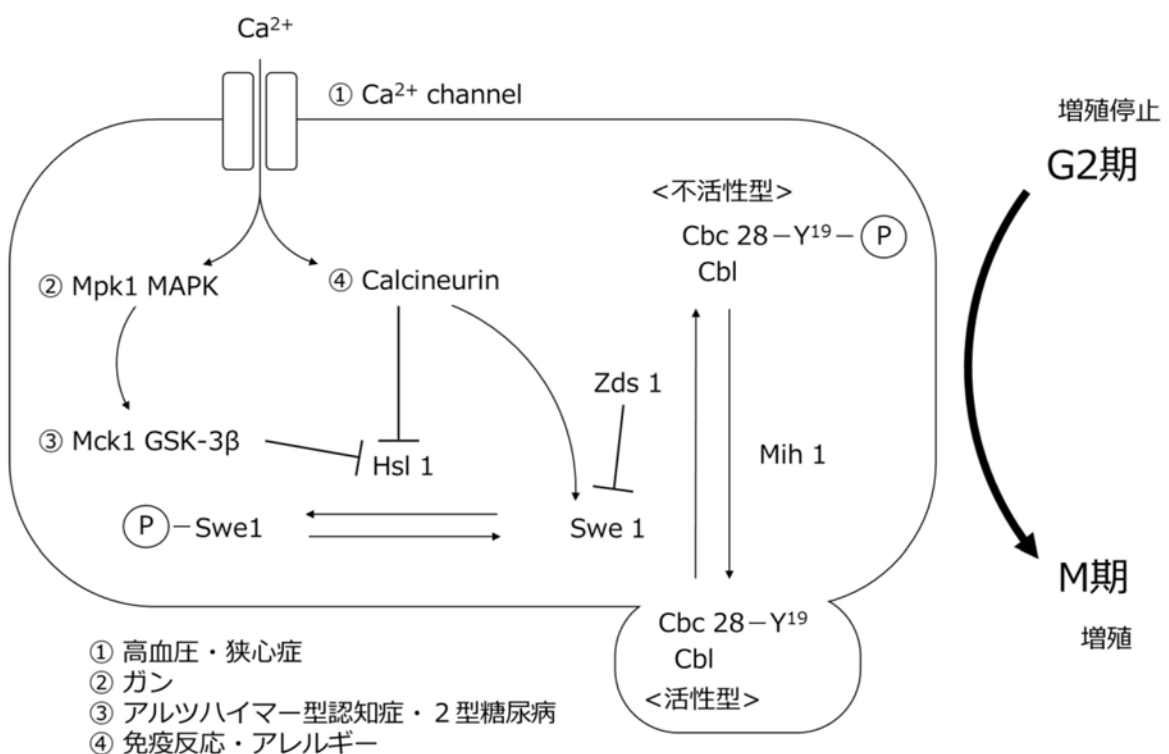 Ca²⁺
① Ca²⁺ channel
増殖停止
G2期
<不活性型>
Cbc 28－Y¹⁹－Ⓟ
Cbl
② Mpk1 MAPK
④ Calcineurin
Zds 1
③ Mck1 GSK-3β
Hsl 1
Mih 1
Ⓟ－Swe1
Swe 1
M期
増殖
Cbc 28－Y¹⁹
Cbl
<活性型>
① 高血圧・狭心症
② ガン
③ アルツハイマー型認知症・２型糖尿病
④ 免疫反応・アレルギー